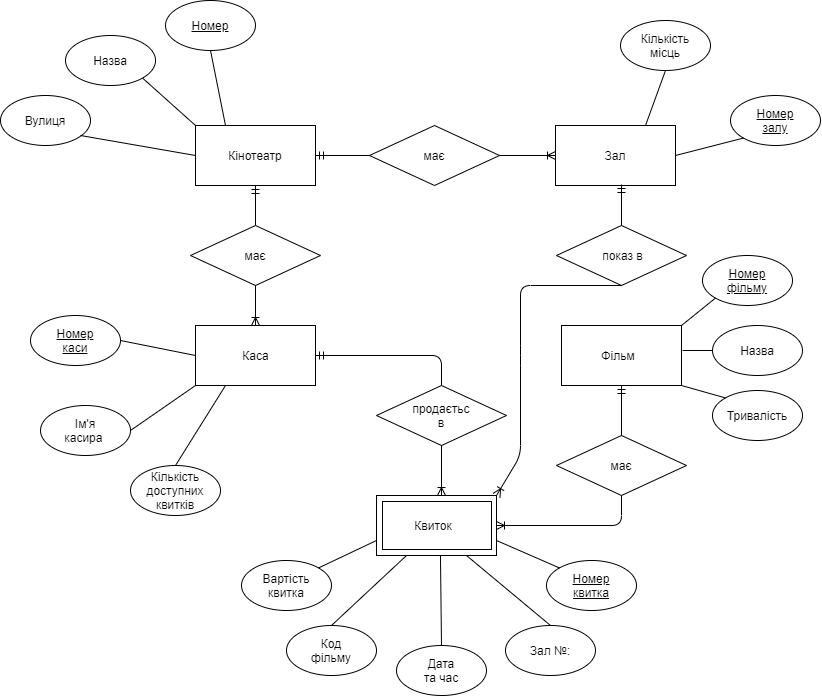 Номер
Назва
Вулиця
Кількість
місць
Номер
залу
Кінотеатр
має
Зал
має
показ в
Номер
фільму
Номер
каси
Каса
Фільм
Назва
Ім'я
касира
продаєтьс
в
Тривалість
Кількість
доступних
квитків
має
Квиток
Вартість
квитка
Номер
квитка
Код
фільму
Дата
та час
Зал №: